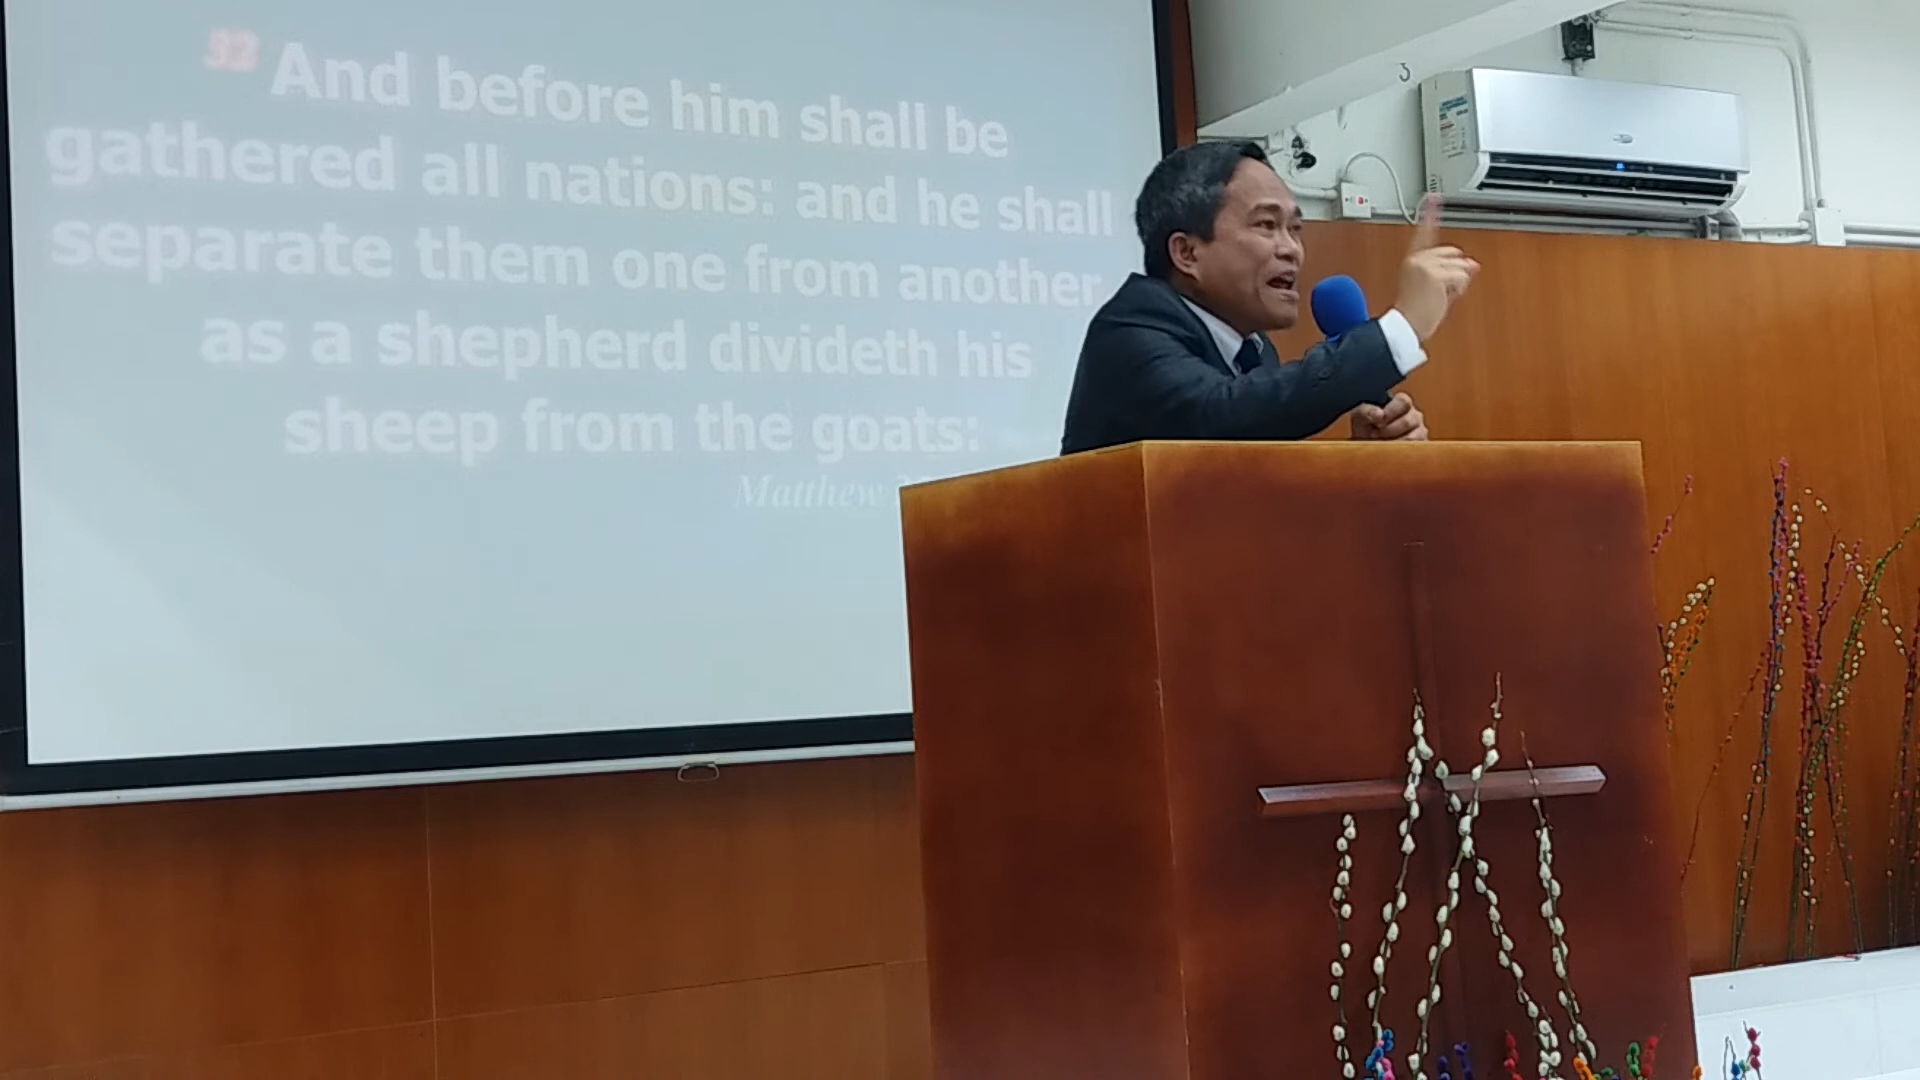 32 And before him shall be
gathered all nations: and he shall
separate them one from another
as a shepherd divideth his
sheep from the goats:
Matthew